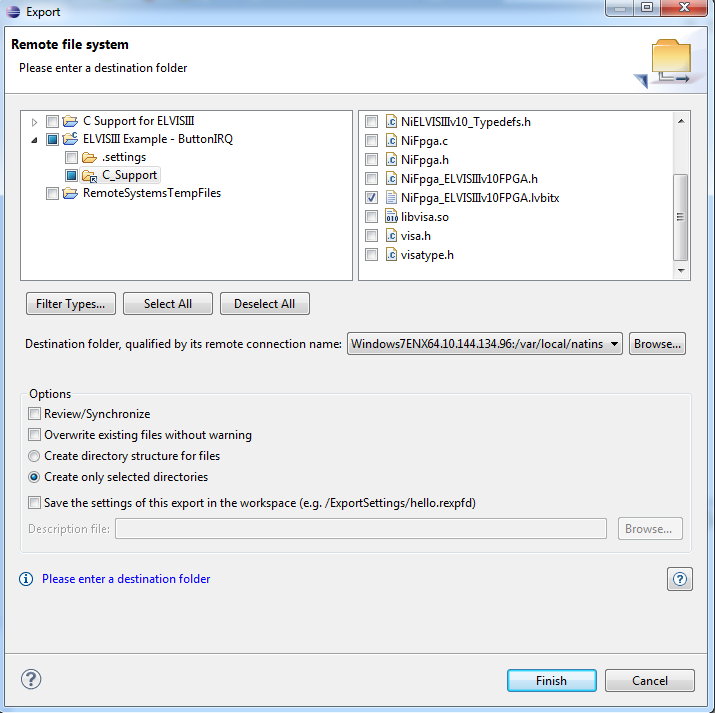 Export
Remote file system
Please enter a destination folder
C Support for ELVISIII
ELVISIII Example - ButtonIRQ
.settings
C_Support
RemoteSystemsTempFiles
NiELVISIIIv10_Typedefs.h
NiFpga.c
NiFpga.h
NiFpga_ELVISIIIv10FPGA.h
NiFpga_ELVISIIIv10FPGA.lvbitx
libvisa.so
visa.h
visatype.h
Filter Types...
Select All
Deselect All
Destination folder, qualified by its remote connection name:
Windows7ENX64.10.144.134.96:/var/local/natins
Browse...
Options
Review/Synchronize
Overwrite existing files without warning
Create directory structure for files
Create only selected directories
Save the settings of this export in the workspace (e.g. /ExportSettings/hello.rexpfd)
Description file:
Browse...
Please enter a destination folder
Finish
Cancel